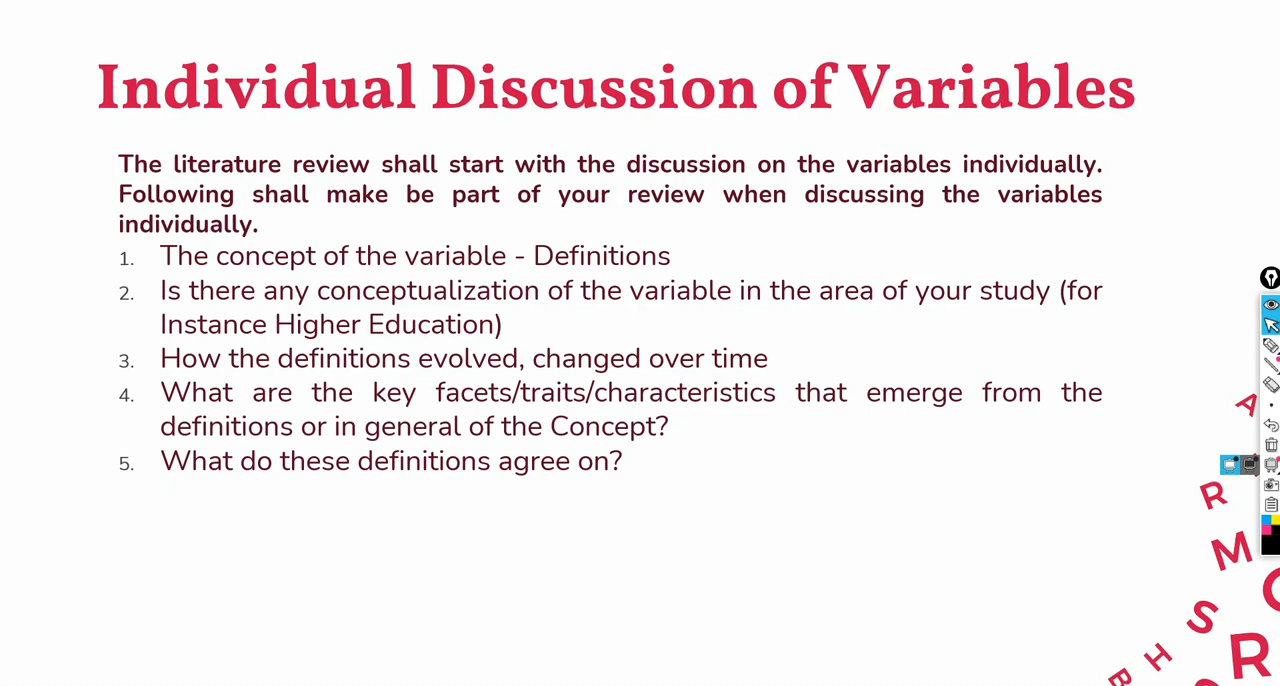 Individual Discussion of Variables
The literature review shall start with the discussion on the variables individually.
Following shall make be part of your review when discussing the variables
individually.
1. The concept of the variable - Definitions
2. Is there any conceptualization of the variable in the area of your study (for
Instance Higher Education)
3. How the definitions evolved, changed over time
4. What are the key facets/traits/characteristics that emerge from the
definitions or in general of the Concept?
5. What do these definitions agree on?
A
R
M
S
R
H
B